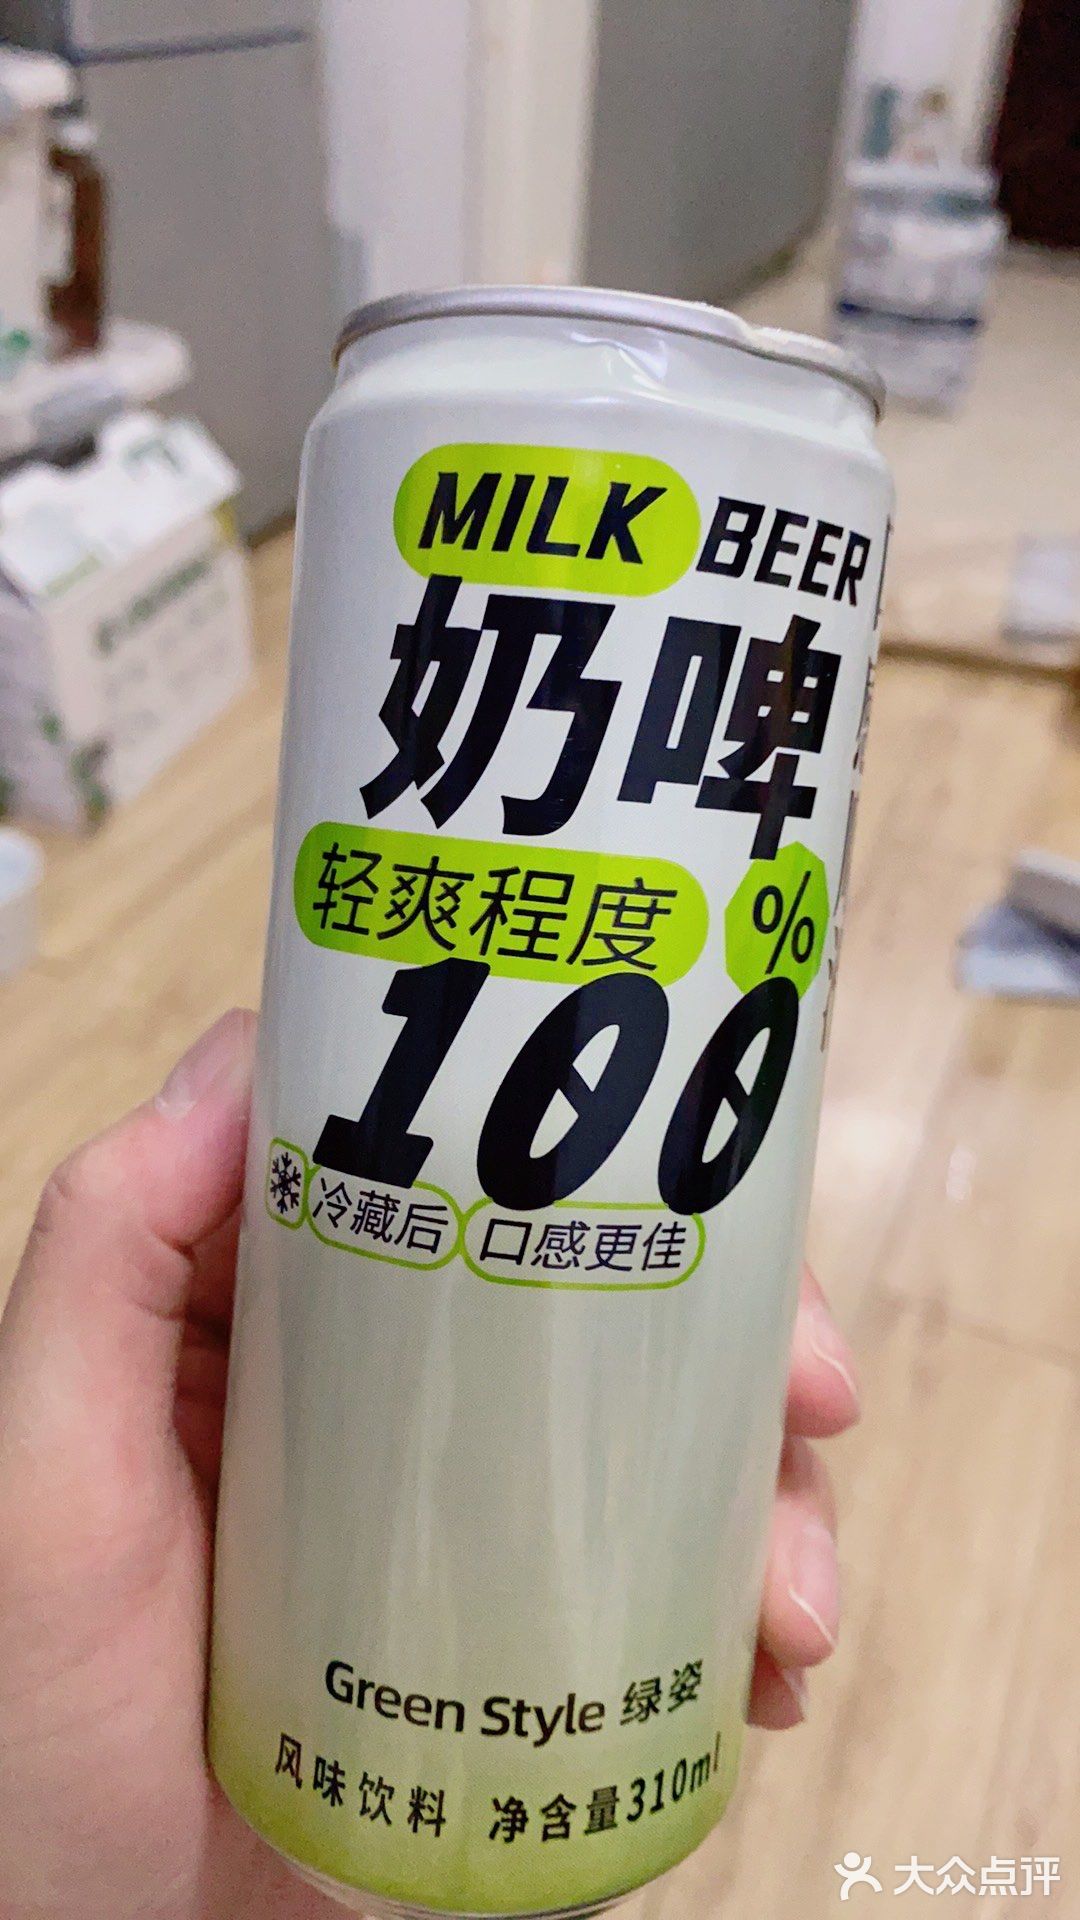 MILK BEER
奶啤
轻爽程度 %
100
冷藏后 口感更佳
Green Style 绿姿
风味饮料 净含量310ml
大众点评